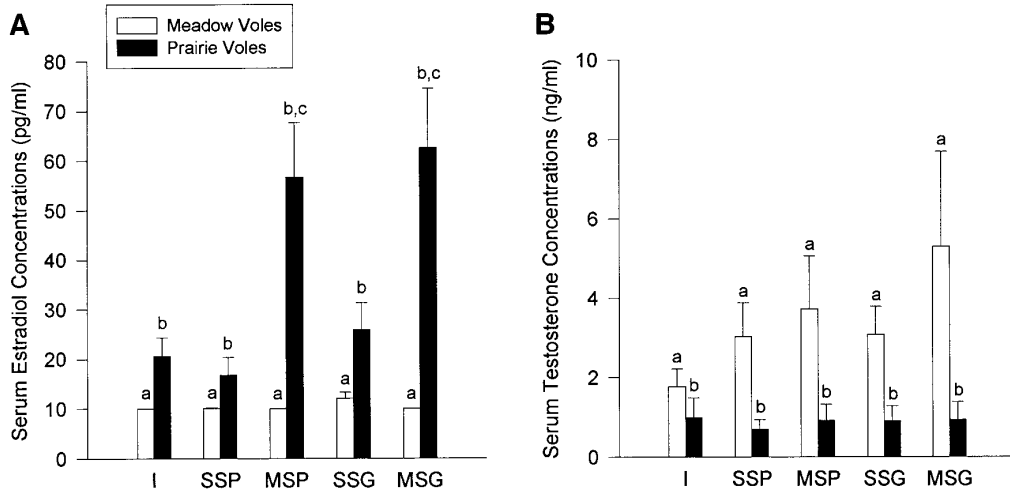 A
Meadow Voles
Prairie Voles
Serum Estradiol Concentrations (pg/ml)
80
70
60
50
40
30
20
10
0
a
b
a
b
a
b,c
a
b
a
b,c
I
SSP
MSP
SSG
MSG
B
Serum Testosterone Concentrations (ng/ml)
10
8
6
4
2
0
a
b
a
b
a
b
a
b
a
b
I
SSP
MSP
SSG
MSG